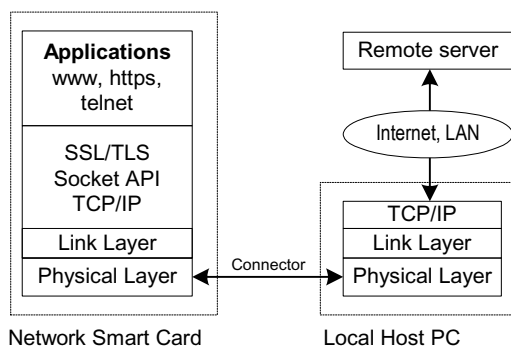 Applications
www, https,
telnet
SSL/TLS
Socket API
TCP/IP
Link Layer
Physical Layer
Network Smart Card
Connector
Remote server
Internet, LAN
TCP/IP
Link Layer
Physical Layer
Local Host PC